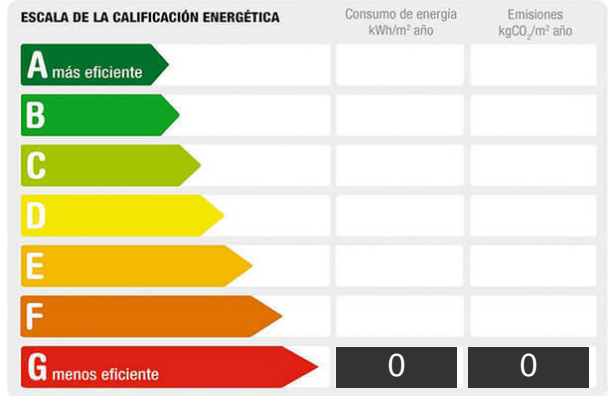 ESCALA DE LA CALIFICACIÓN ENERGÉTICA
Consumo de energía
kWh/m² año
Emisiones
kgCO₂/m² año
A más eficiente
B
C
D
E
F
G menos eficiente
0
0